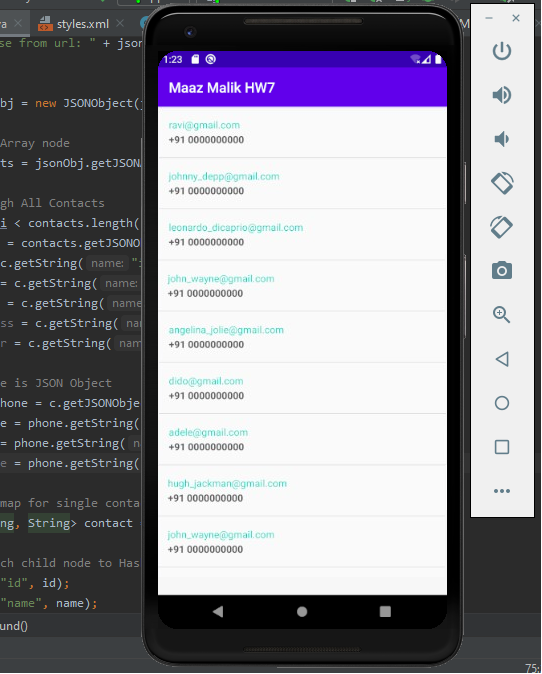 va
styles.xml
M
se from url: " + json
bj = new JSONObject(
Array node
ts = jsonObj.getJSON
gh All Contacts
i < contacts.length(
= contacts.getJSONO
c.getString( name: "i
= c.getString( name:
= c.getString( name
ss = c.getString( na
r = c.getString( nam
e is JSON Object
hone = c.getJSONObje
e = phone.getString(
= phone.getString( n
e = phone.getString(
map for single conta
ng, String> contact
ch child node to Has
"id", id);
"name", name);
und()
75:
1:23
Maaz Malik HW7
ravi@gmail.com
+91 0000000000
johnny_depp@gmail.com
+91 0000000000
leonardo_dicaprio@gmail.com
+91 0000000000
john_wayne@gmail.com
+91 0000000000
angelina_jolie@gmail.com
+91 0000000000
dido@gmail.com
+91 0000000000
adele@gmail.com
+91 0000000000
hugh_jackman@gmail.com
+91 0000000000
john_wayne@gmail.com
+91 0000000000